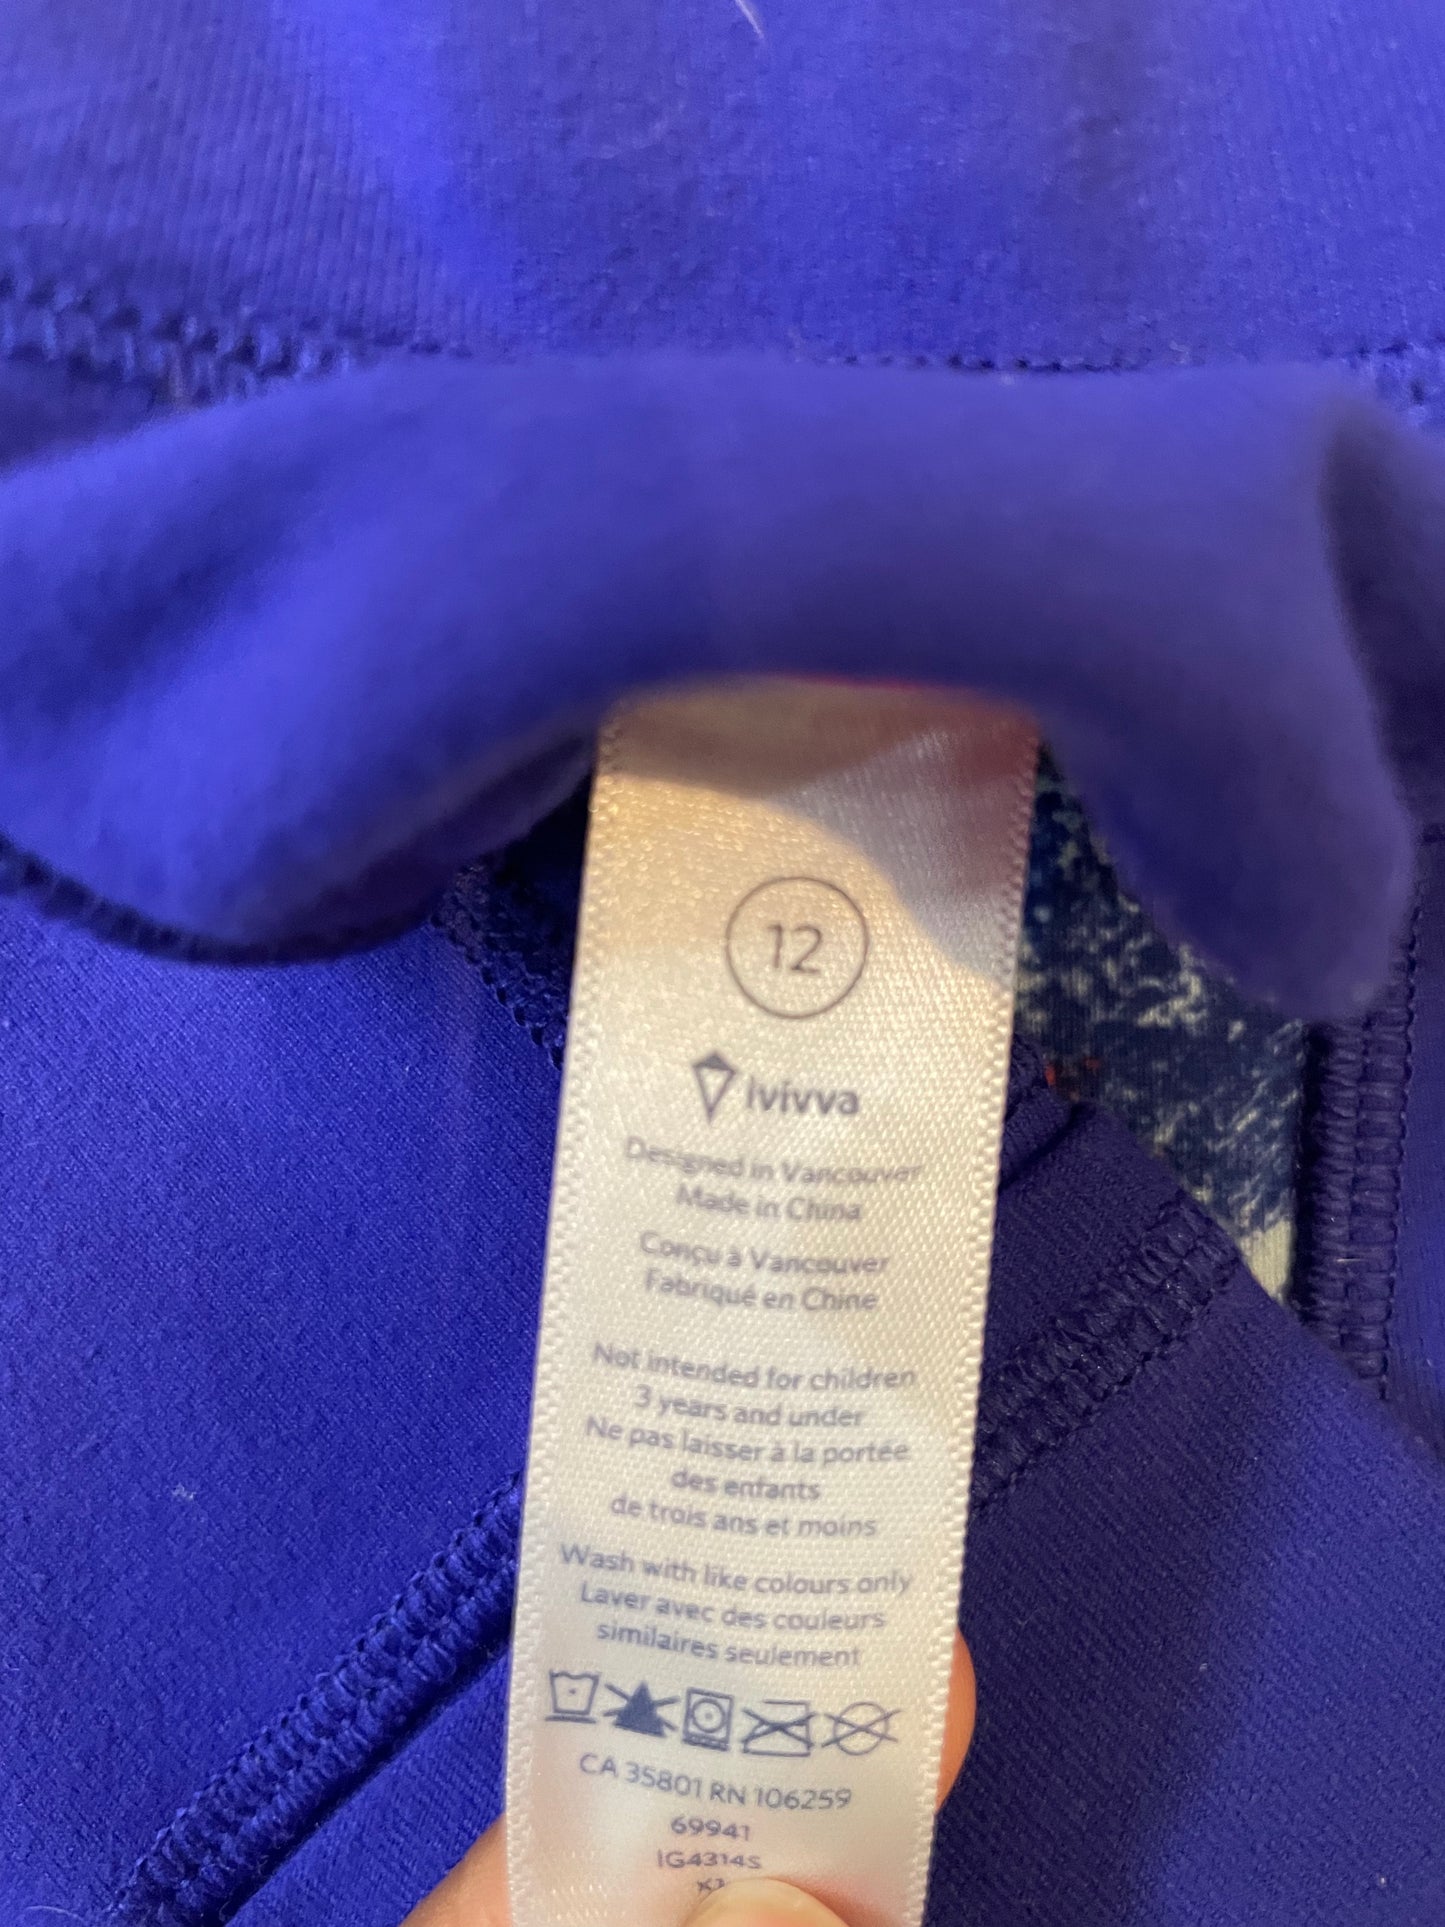 12
ivivva
Designed in Vancouver
Made in China
Conçu à Vancouver
Fabriqué en Chine
Not intended for children
3 years and under
Ne pas laisser à la portée
des enfants
de trois ans et moins
Wash with like colours only
Laver avec des couleurs
similaires seulement
CA 35801 RN 106259
69941
IG4314S